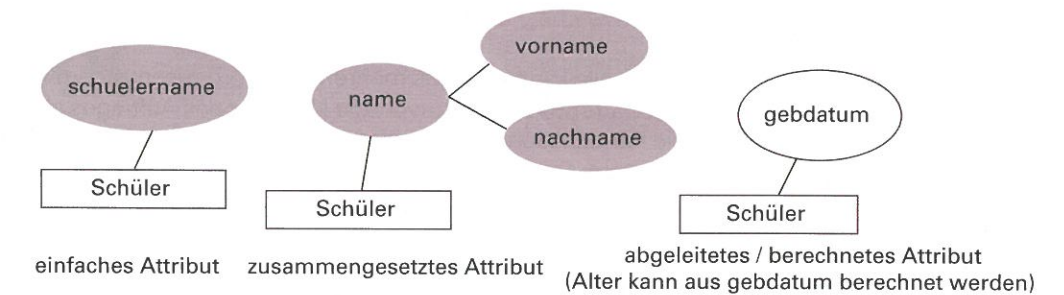 schuelername
Schüler
einfaches Attribut
name
vorname
nachname
Schüler
zusammengesetztes Attribut
gebdatum
Schüler
abgeleitetes / berechnetes Attribut
(Alter kann aus gebdatum berechnet werden)